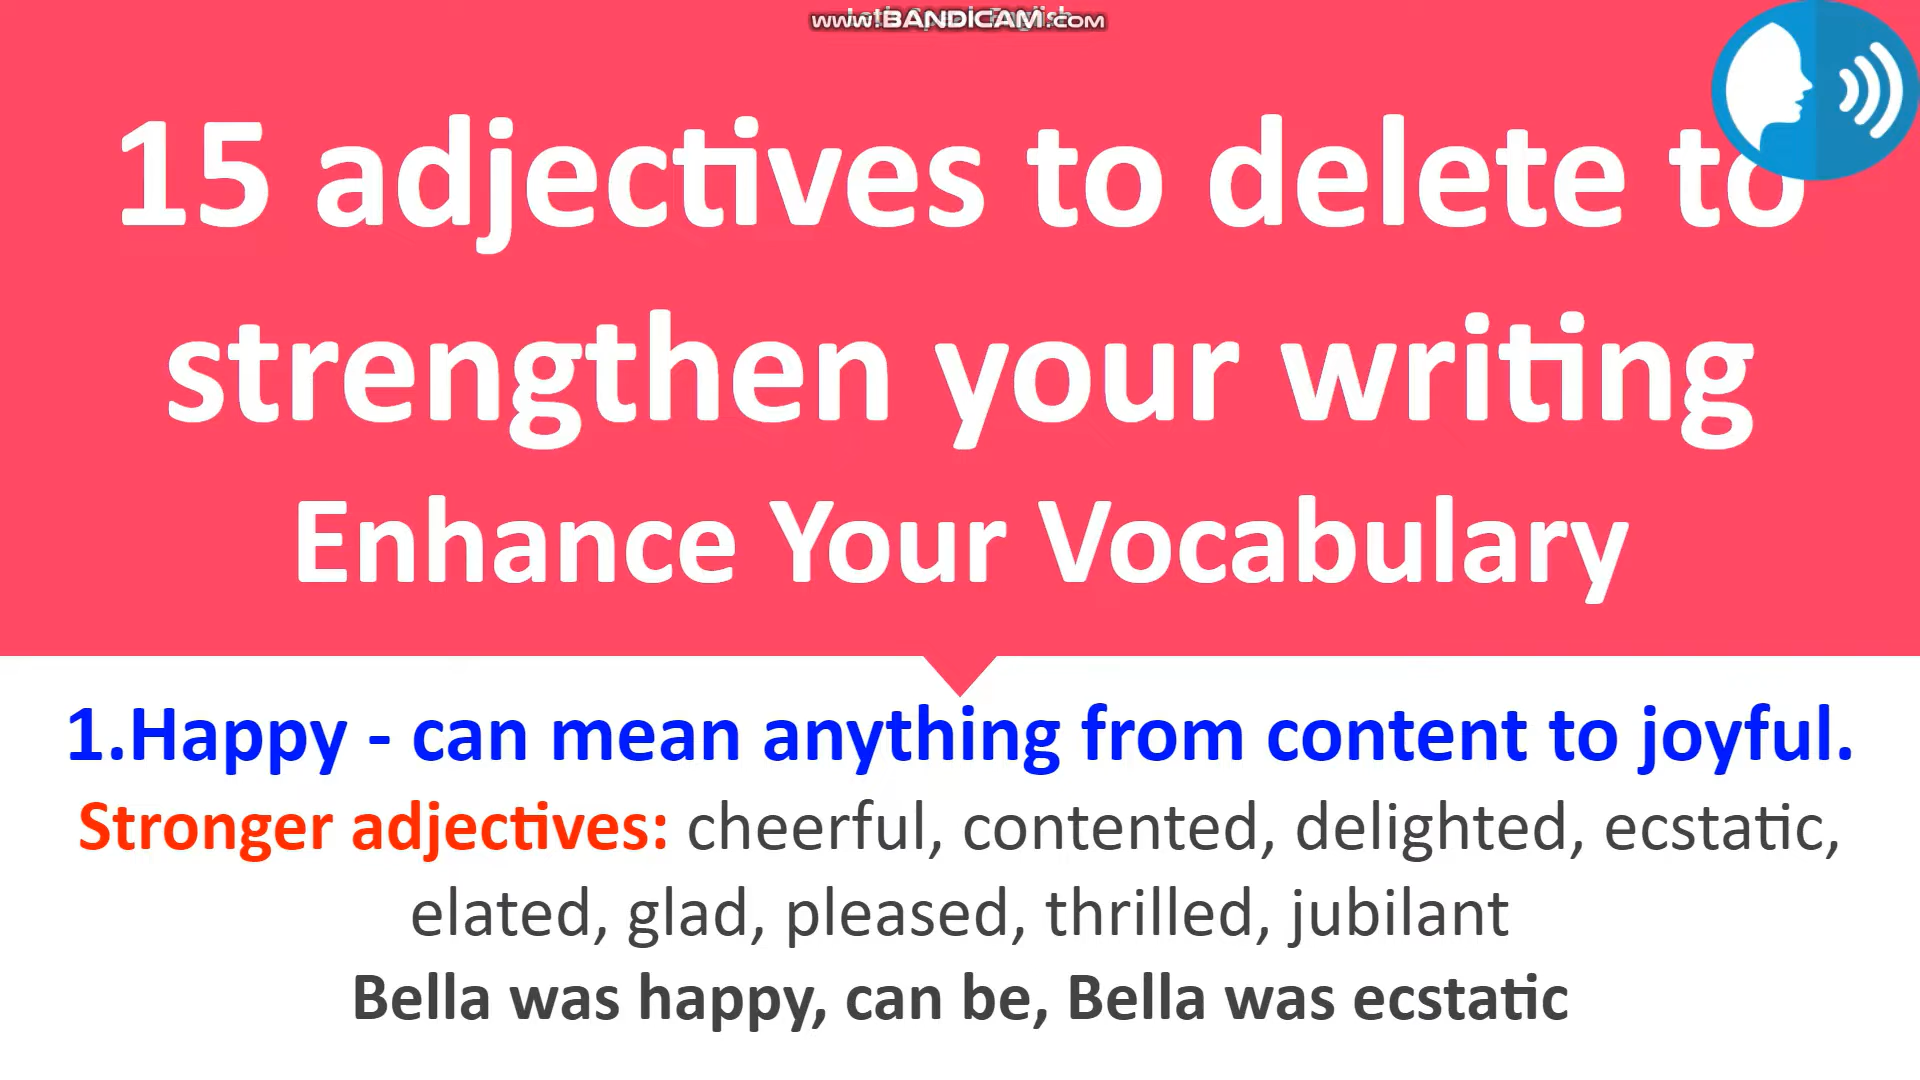 www.BANDICAM.com
15 adjectives to delete to
strengthen your writing
Enhance Your Vocabulary
1.Happy - can mean anything from content to joyful.
Stronger adjectives: cheerful, contented, delighted, ecstatic,
elated, glad, pleased, thrilled, jubilant
Bella was happy, can be, Bella was ecstatic